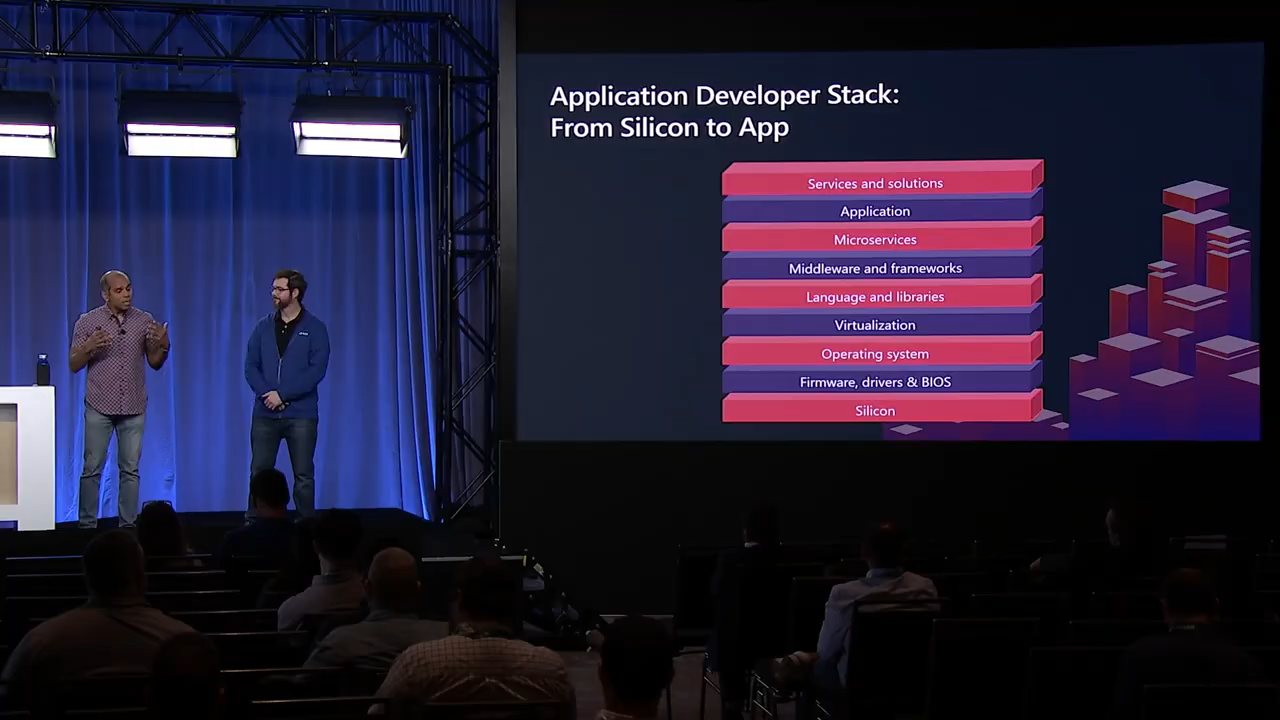 Application Developer Stack:
From Silicon to App
Services and solutions
Application
Microservices
Middleware and frameworks
Language and libraries
Virtualization
Operating system
Firmware, drivers & BIOS
Silicon